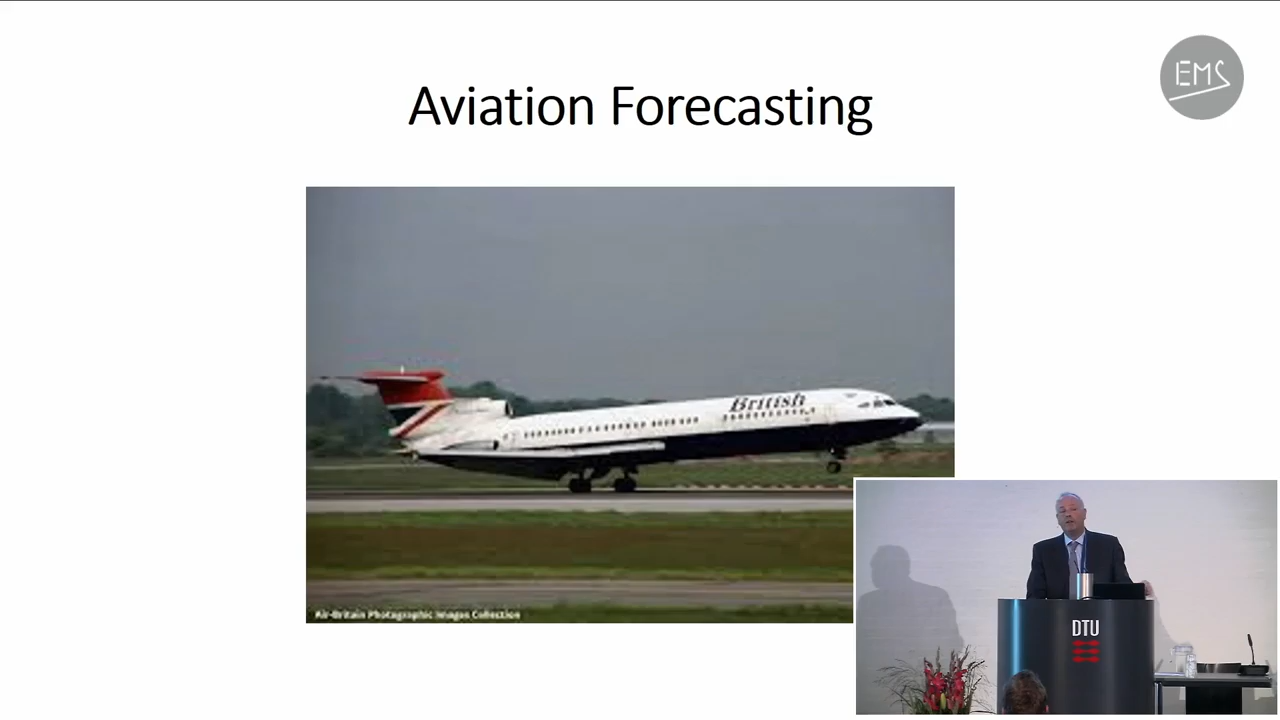 EMS
Aviation Forecasting
British
Air-Britain Photographic Images Collection
DTU